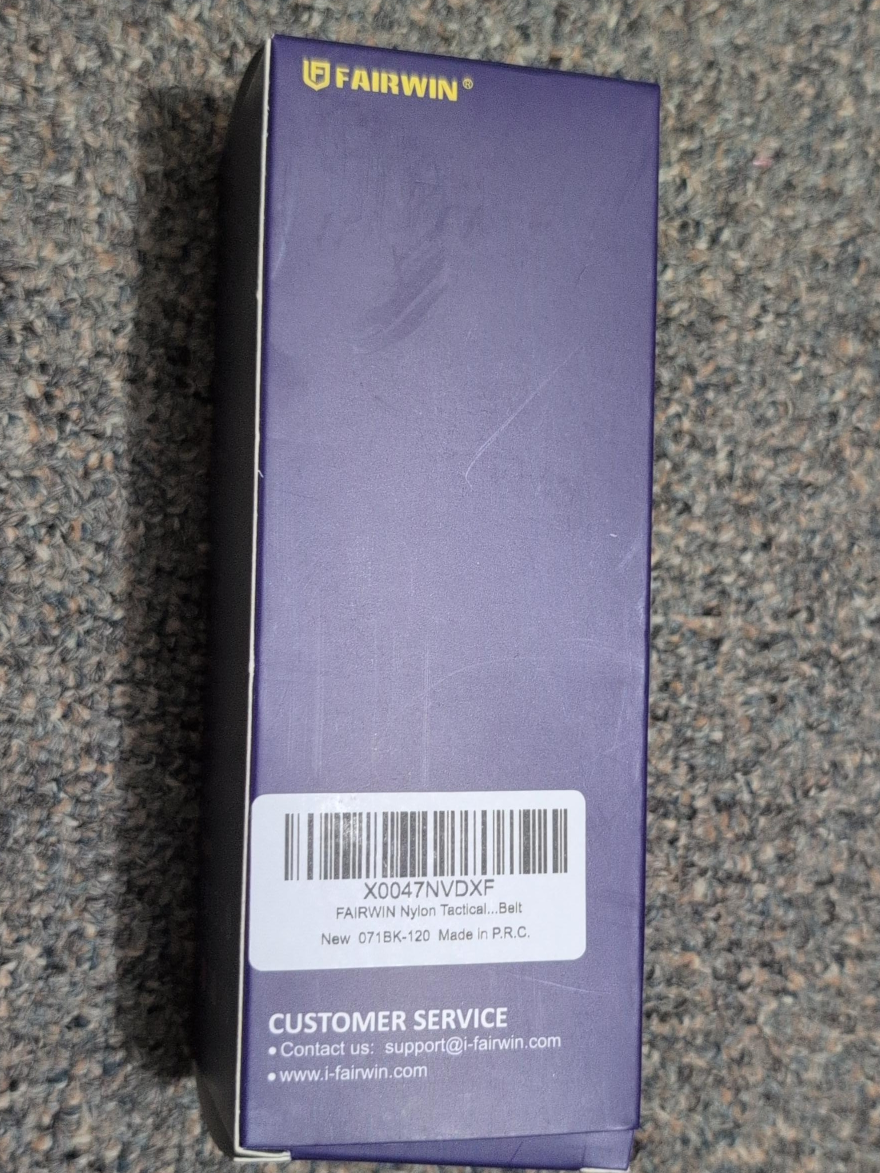 FAIRWIN®
X0047NVDXF
FAIRWIN Nylon Tactical...Belt
New 071BK-120 Made in P.R.C.
CUSTOMER SERVICE
• Contact us: support@i-fairwin.com
• www.i-fairwin.com